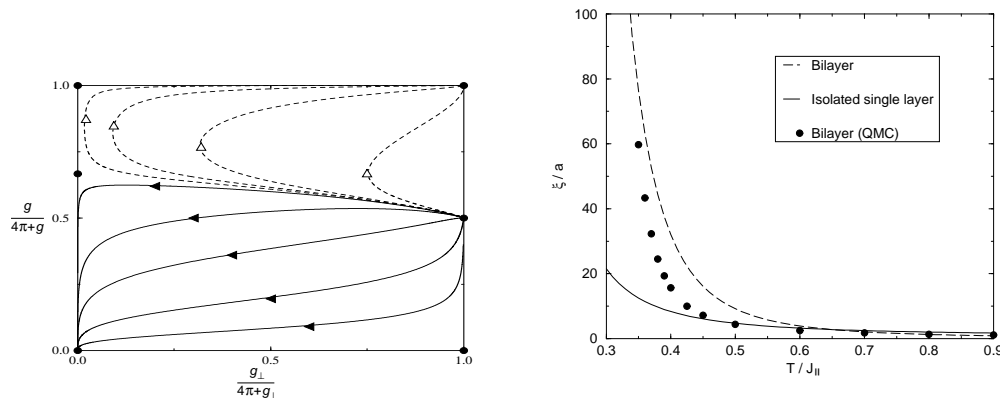 1.0
0.5
0.0
g
4π+g
0.0
0.5
1.0
g⊥
4π+g⊥
100
80
60
40
20
0
ξ / a
Bilayer
Isolated single layer
Bilayer (QMC)
0.3 0.4 0.5 0.6 0.7 0.8 0.9
T / J||